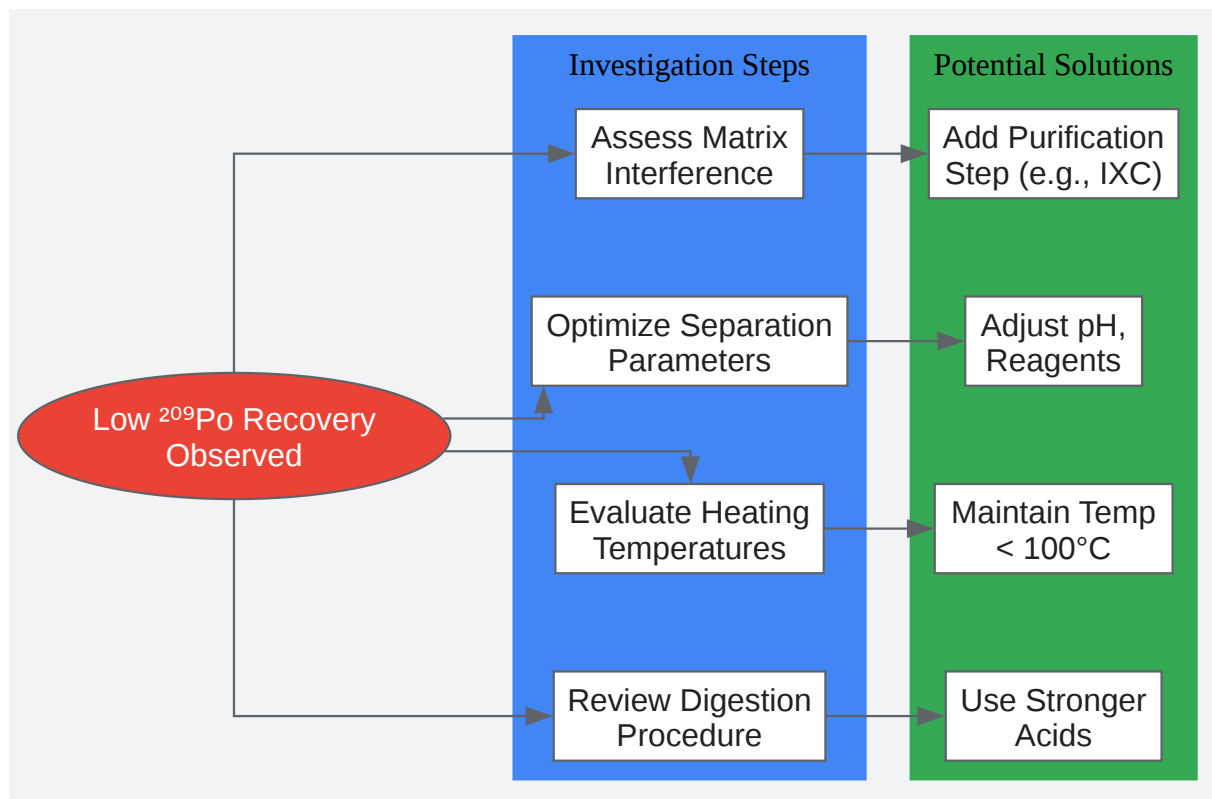 Investigation Steps
Potential Solutions
Assess Matrix
Interference
Add Purification
Step (e.g., IXC)
Optimize Separation
Parameters
Adjust pH,
Reagents
Low ²⁰⁹Po Recovery
Observed
Evaluate Heating
Temperatures
Maintain Temp
< 100°C
Review Digestion
Procedure
Use Stronger
Acids